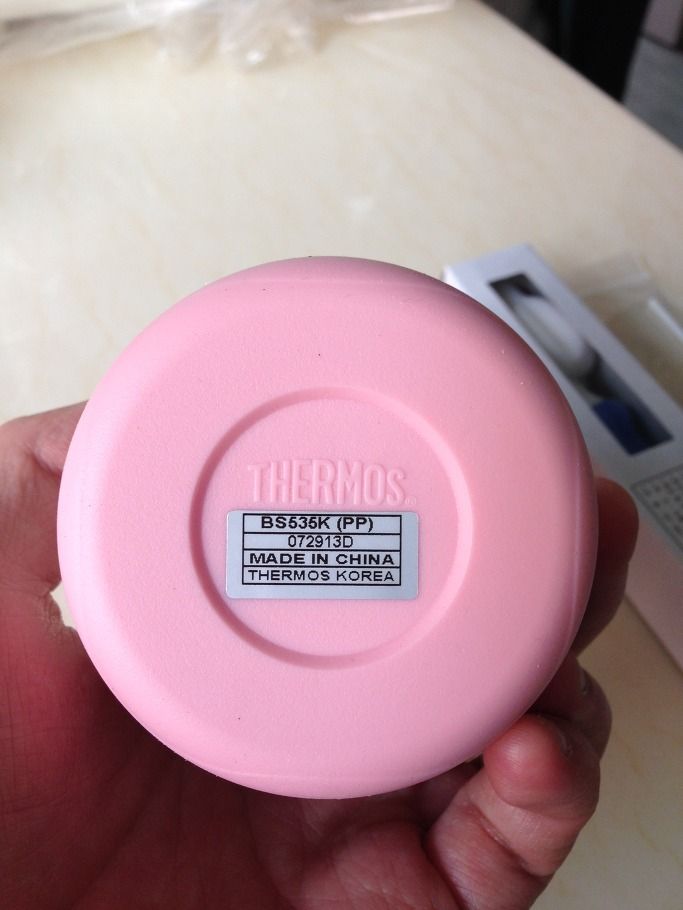 THERMOS
BS535K (PP)
072913D
MADE IN CHINA
THERMOS KOREA